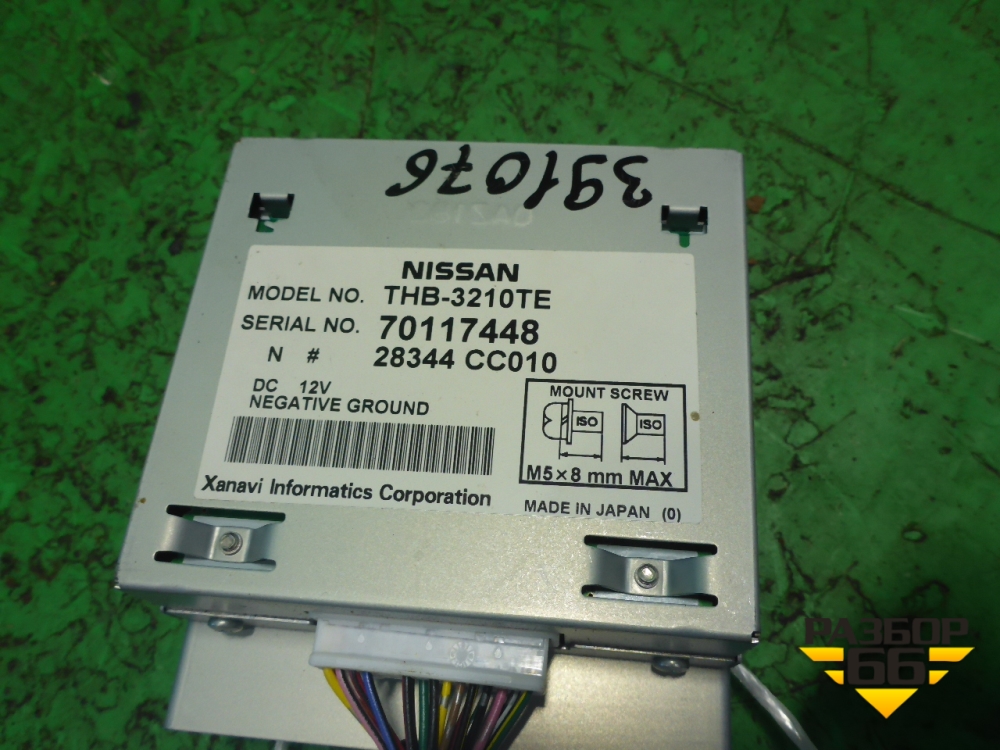 391076
NISSAN
MODEL NO. THB-3210TE
SERIAL NO. 70117448
N # 28344 CC010
DC 12V
NEGATIVE GROUND
MOUNT SCREW
ISO ISO
M5×8 mm MAX
Xanavi Informatics Corporation
MADE IN JAPAN (0)
РАЗБОР
66